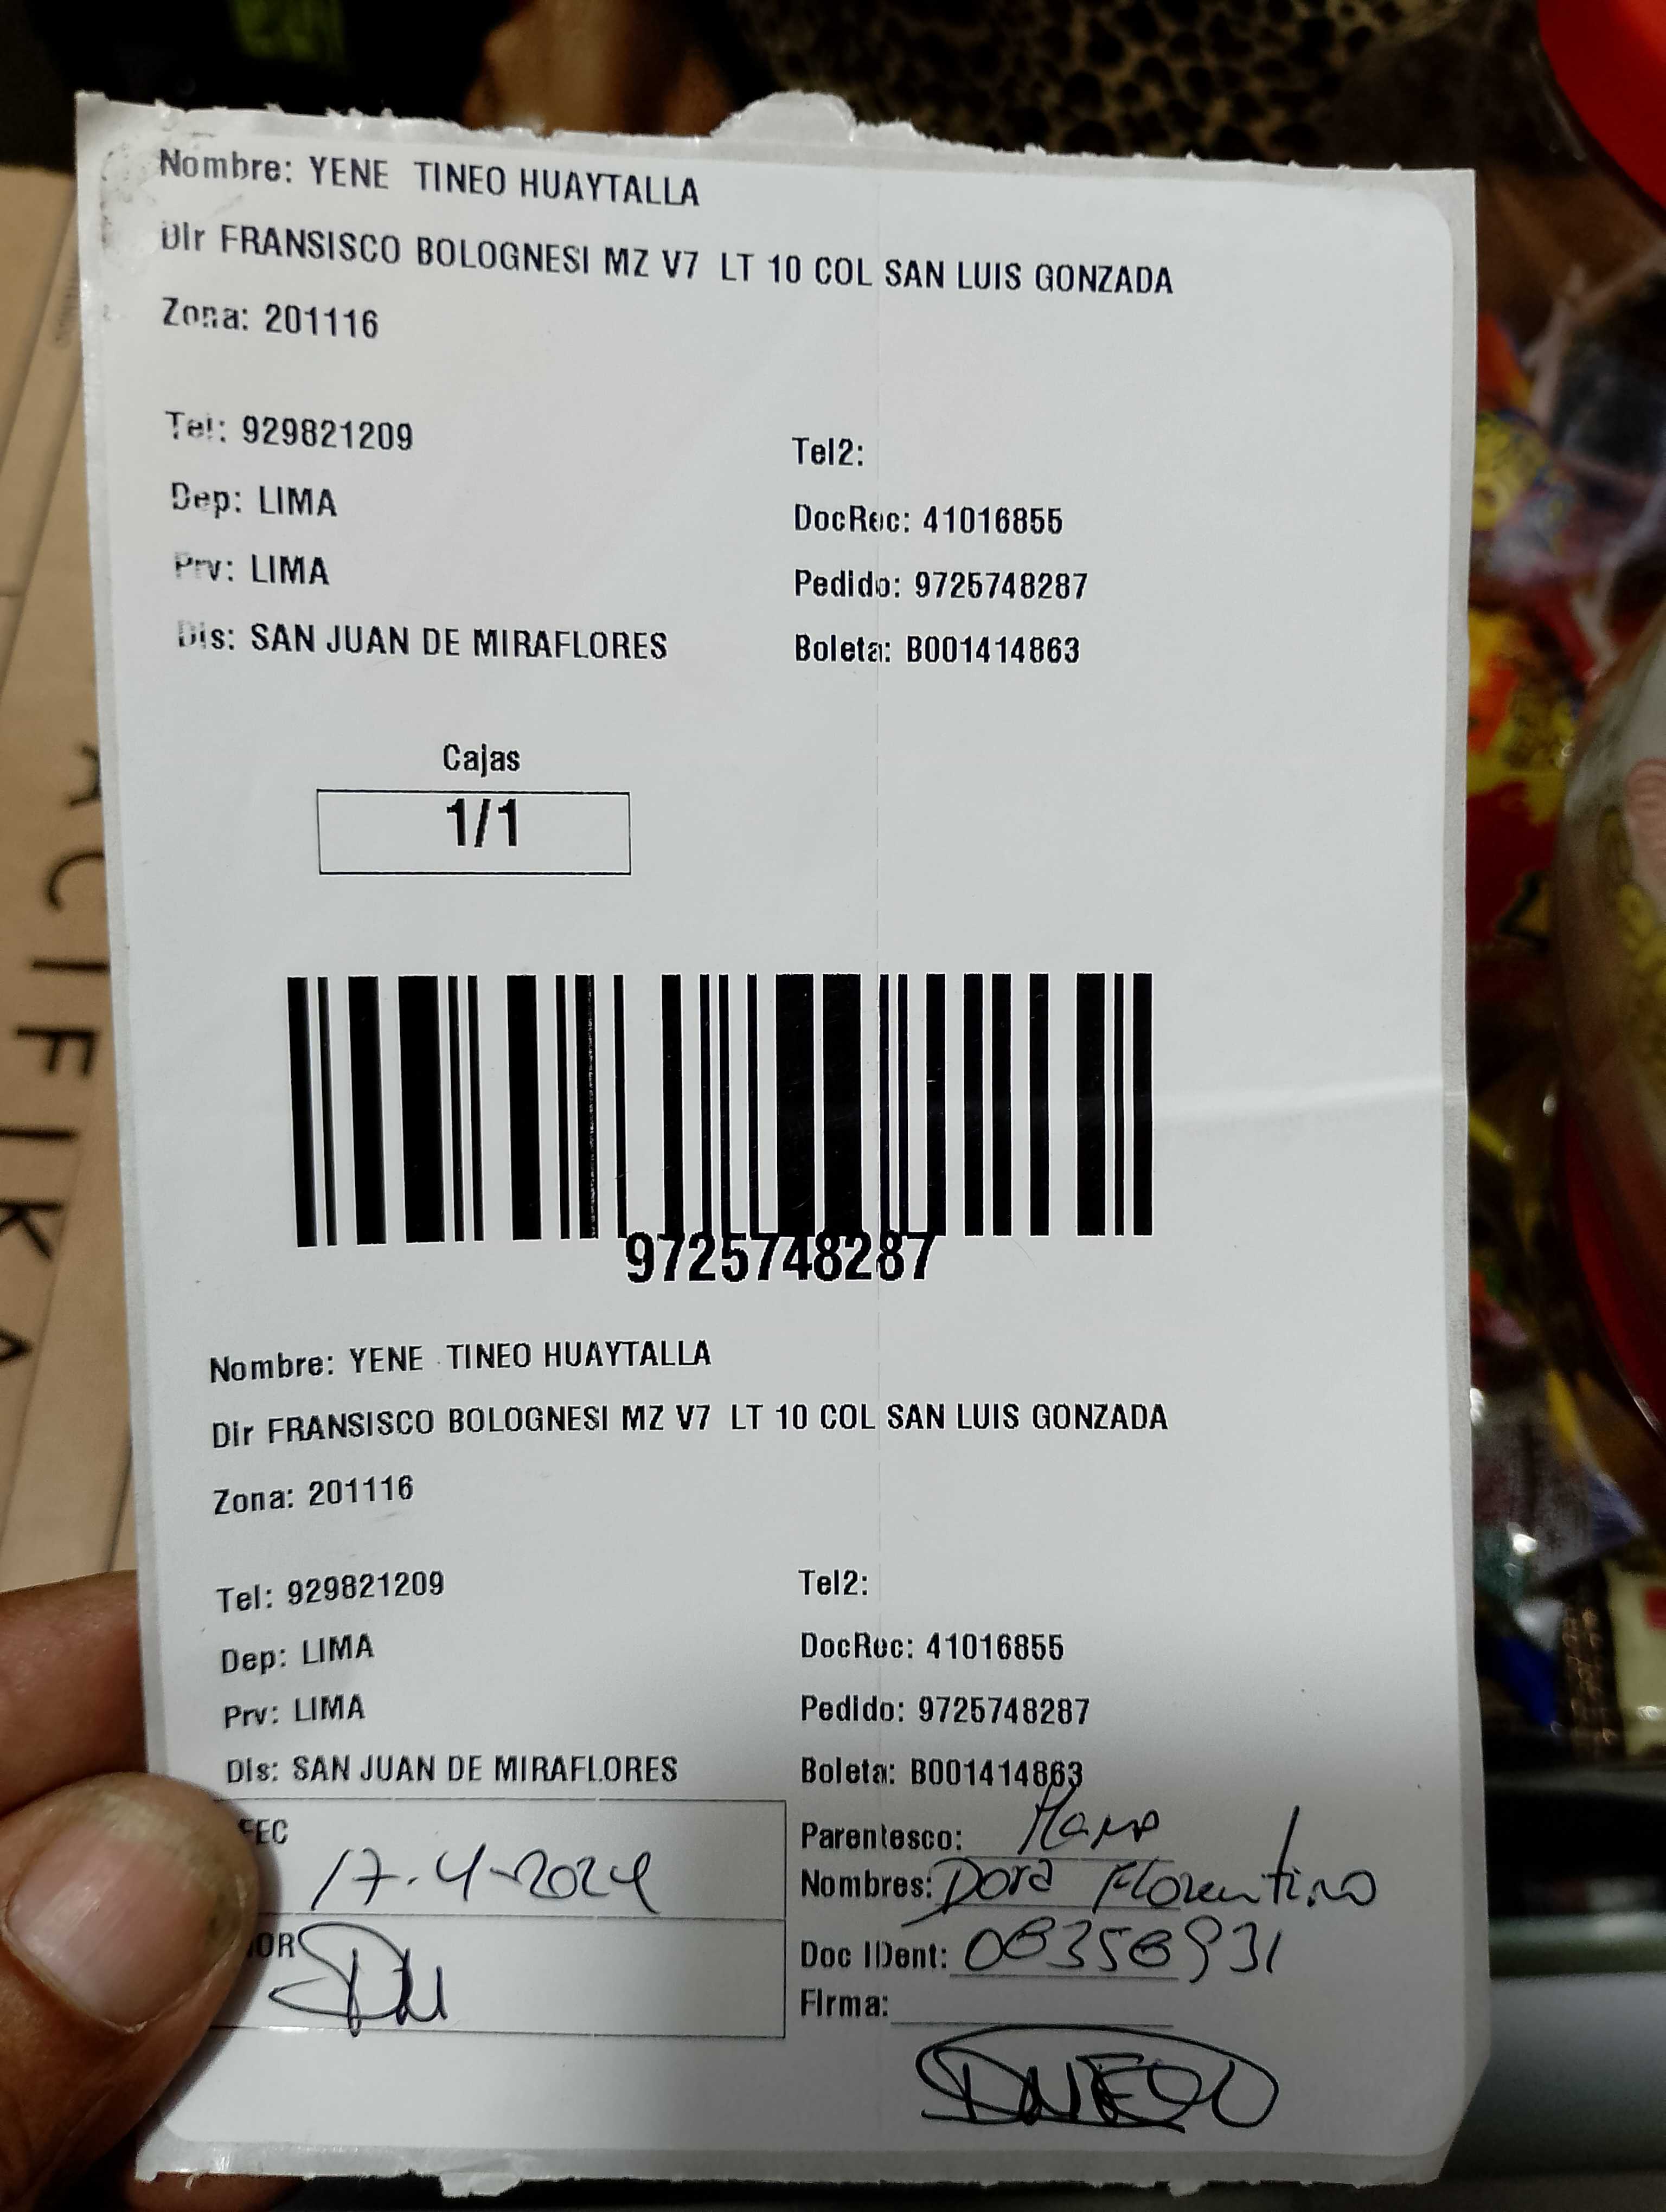 Nombre: YENE TINEO HUAYTALLA
Dir FRANSISCO BOLOGNESI MZ V7 LT 10 COL SAN LUIS GONZADA
Zona: 201116
Tel: 929821209
Tel2:
Dep: LIMA
DocRec: 41016855
Prv: LIMA
Pedido: 9725748287
Dis: SAN JUAN DE MIRAFLORES
Boleta: B001414863
Cajas
1/1
9725748287
Nombre: YENE TINEO HUAYTALLA
Dir FRANSISCO BOLOGNESI MZ V7 LT 10 COL SAN LUIS GONZADA
Zona: 201116
Tel: 929821209
Tel2:
Dep: LIMA
DocRec: 41016855
Prv: LIMA
Pedido: 9725748287
Dis: SAN JUAN DE MIRAFLORES
Boleta: B001414863
FEC
17-4-2024
Parentesco: Mama
Nombres: Dora Florentino
OR
Doc IDent: 08358931
Firma:
ACIFIKA